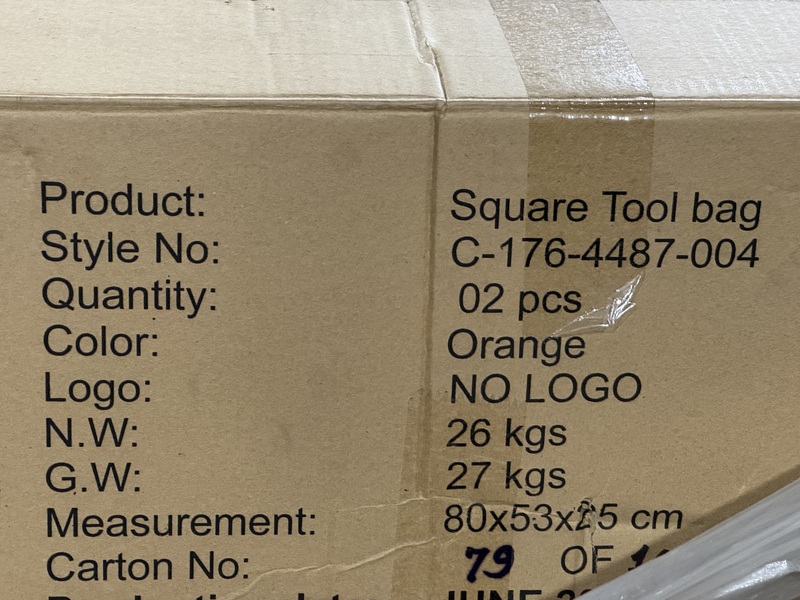 Product: Square Tool bag
Style No: C-176-4487-004
Quantity: 02 pcs
Color: Orange
Logo: NO LOGO
N.W: 26 kgs
G.W: 27 kgs
Measurement: 80x53x25 cm
Carton No: 79 OF
JUNE